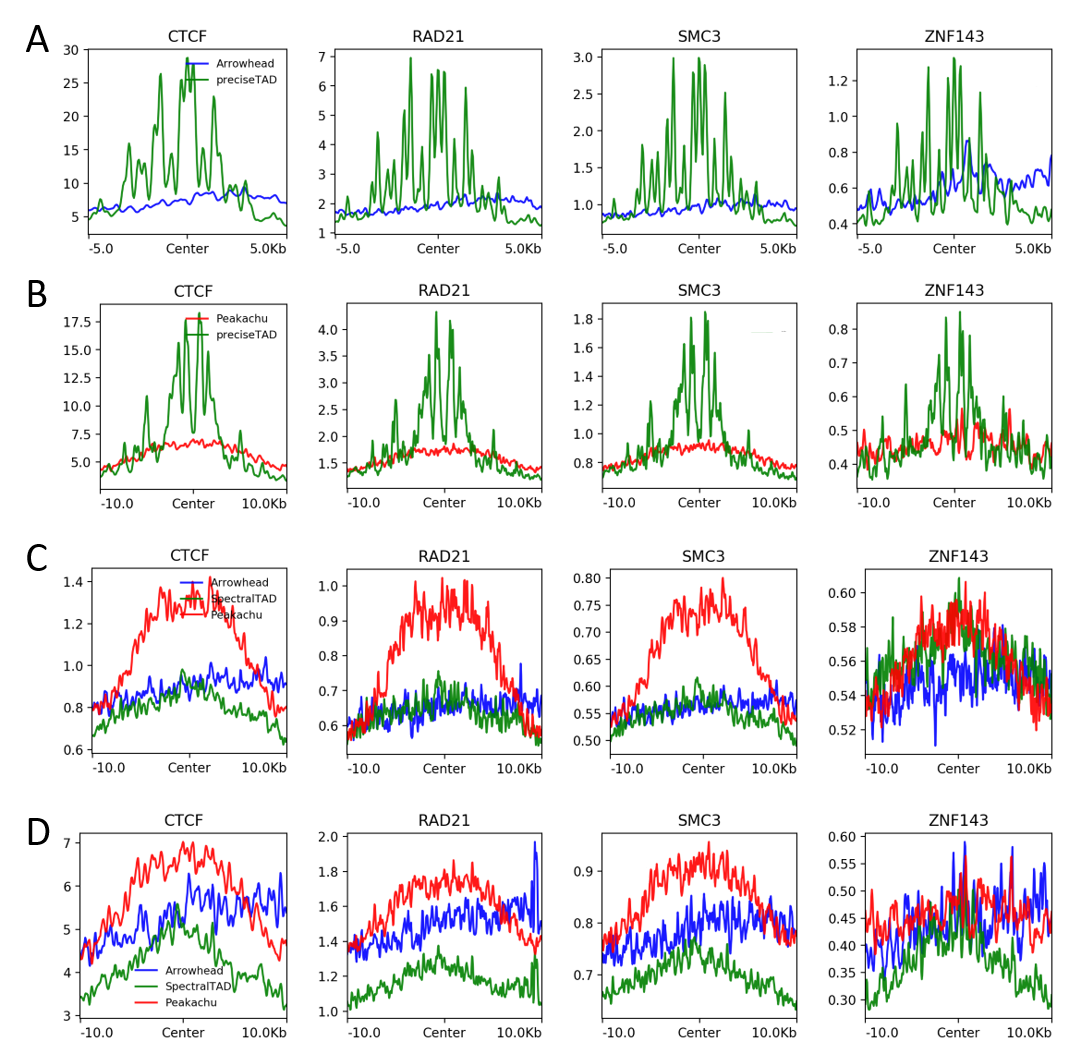 A
CTCF RAD21 SMC3 ZNF143
30 25 20 15 10 5
Arrowhead
preciseTAD
7 6 5 4 3 2 1
3.0 2.5 2.0 1.5 1.0
1.2 1.0 0.8 0.6 0.4
-5.0 Center 5.0Kb -5.0 Center 5.0Kb -5.0 Center 5.0Kb -5.0 Center 5.0Kb
B
CTCF RAD21 SMC3 ZNF143
17.5 15.0 12.5 10.0 7.5 5.0
Peakachu
preciseTAD
4.0 3.5 3.0 2.5 2.0 1.5
1.8 1.6 1.4 1.2 1.0 0.8
0.8 0.7 0.6 0.5 0.4
-10.0 Center 10.0Kb -10.0 Center 10.0Kb -10.0 Center 10.0Kb -10.0 Center 10.0Kb
C
CTCF RAD21 SMC3 ZNF143
1.4 1.2 1.0 0.8 0.6
Arrowhead
SpectralTAD
Peakachu
1.0 0.9 0.8 0.7 0.6
0.80 0.75 0.70 0.65 0.60 0.55 0.50
0.60 0.58 0.56 0.54 0.52
-10.0 Center 10.0Kb -10.0 Center 10.0Kb -10.0 Center 10.0Kb -10.0 Center 10.0Kb
D
CTCF RAD21 SMC3 ZNF143
7 6 5 4 3
Arrowhead
SpectralTAD
Peakachu
2.0 1.8 1.6 1.4 1.2 1.0
0.9 0.8 0.7
0.60 0.55 0.50 0.45 0.40 0.35 0.30
-10.0 Center 10.0Kb -10.0 Center 10.0Kb -10.0 Center 10.0Kb -10.0 Center 10.0Kb